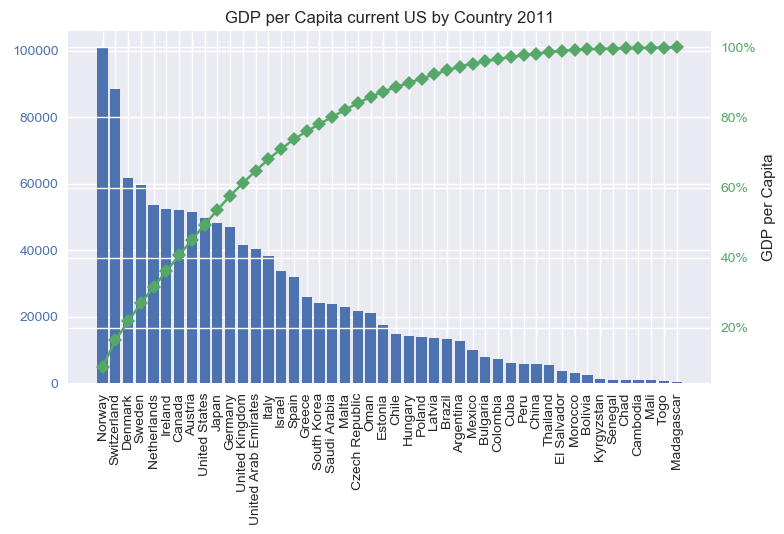 GDP per Capita current US by Country 2011
100000
80000
60000
40000
20000
0
100%
80%
60%
40%
20%
GDP per Capita
Norway
Switzerland
Denmark
Sweden
Netherlands
Ireland
Canada
Austria
United States
Japan
Germany
United Kingdom
United Arab Emirates
Italy
Israel
Spain
Greece
South Korea
Saudi Arabia
Malta
Czech Republic
Oman
Estonia
Chile
Hungary
Poland
Latvia
Brazil
Argentina
Mexico
Bulgaria
Colombia
Cuba
Peru
China
Thailand
El Salvador
Morocco
Bolivia
Kyrgyzstan
Senegal
Chad
Cambodia
Mali
Togo
Madagascar